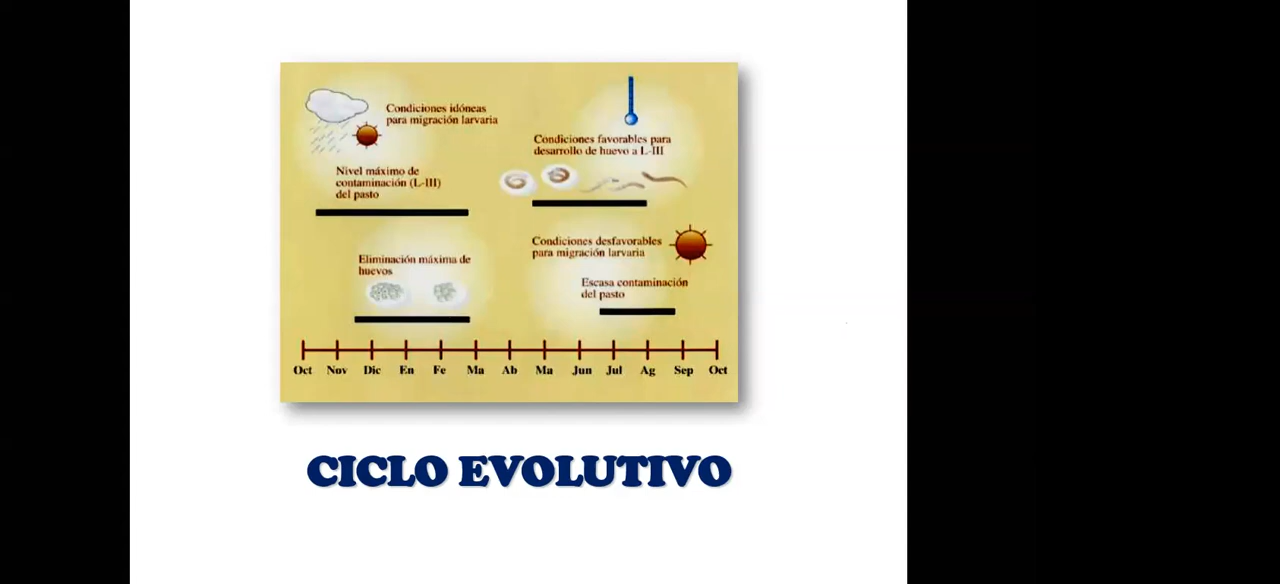 Condiciones idóneas
para migración larvaria
Nivel máximo de
contaminación (L-III)
del pasto
Condiciones favorables para
desarrollo de huevo a L-III
Eliminación máxima de
huevos
Condiciones desfavorables
para migración larvaria
Escasa contaminación
del pasto
Oct Nov Dic En Fe Ma Ab Ma Jun Jul Ag Sep Oct
CICLO EVOLUTIVO